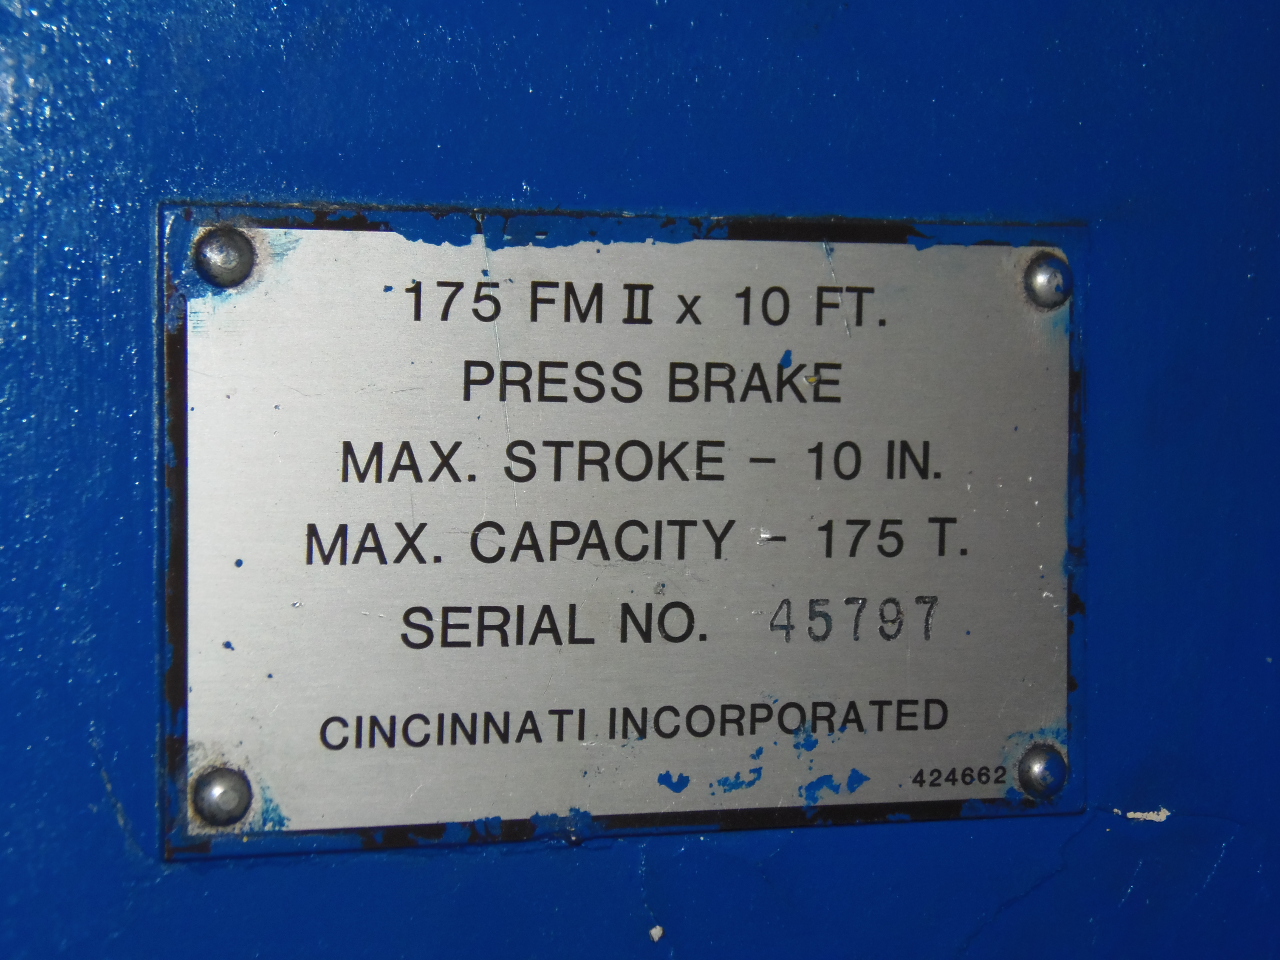 175 FM II x 10 FT.
PRESS BRAKE
MAX. STROKE - 10 IN.
MAX. CAPACITY - 175 T.
SERIAL NO. 45797
CINCINNATI INCORPORATED
424662